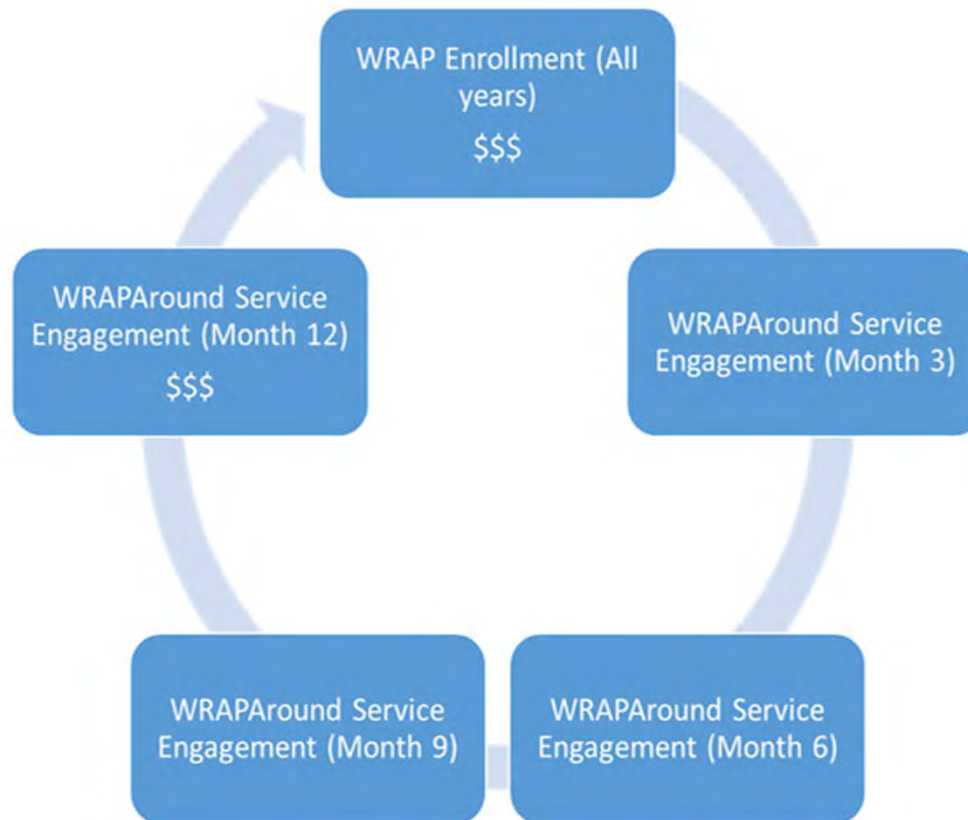 WRAP Enrollment (All
years)
$$$
WRAPAround Service
Engagement (Month 3)
WRAPAround Service
Engagement (Month 6)
WRAPAround Service
Engagement (Month 9)
WRAPAround Service
Engagement (Month 12)
$$$